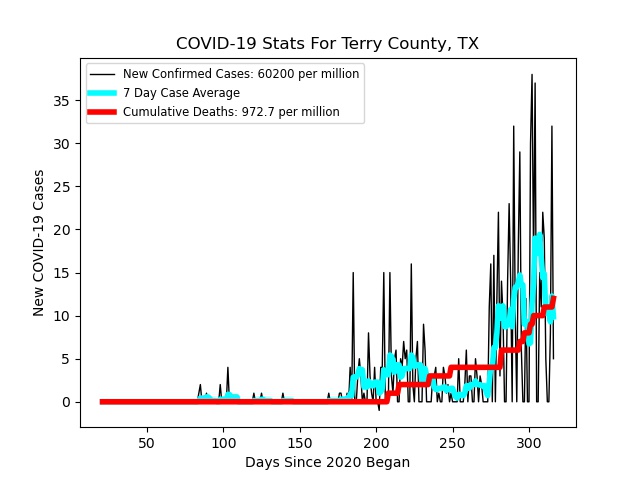 COVID-19 Stats For Terry County, TX
New Confirmed Cases: 60200 per million
7 Day Case Average
Cumulative Deaths: 972.7 per million
New COVID-19 Cases
35
30
25
20
15
10
5
0
50 100 150 200 250 300
Days Since 2020 Began